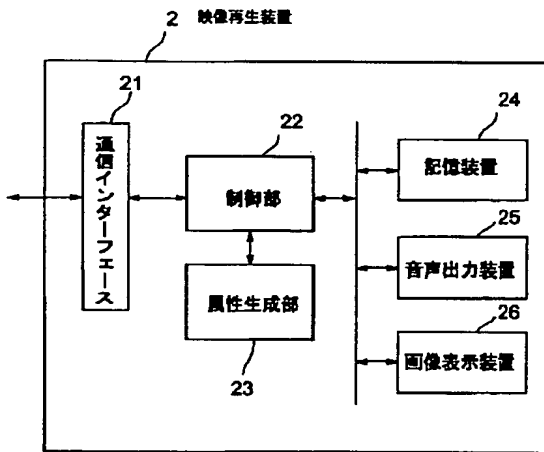 2 映像再生装置
21
通信インターフェース
22
制御部
属性生成部
23
24
記憶装置
25
音声出力装置
26
画像表示装置